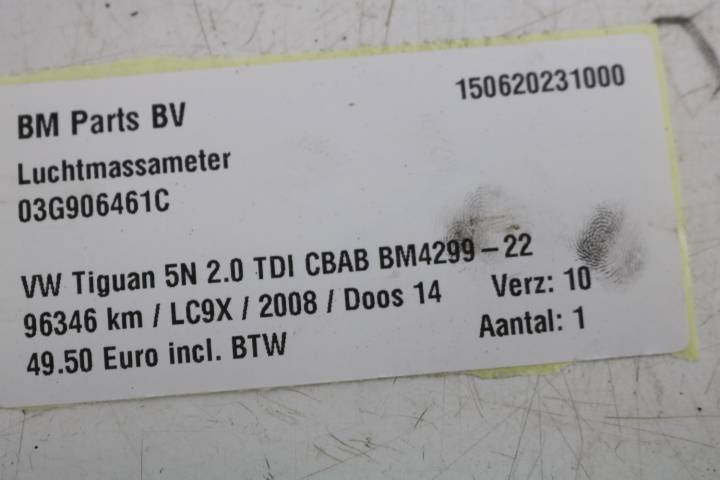 BM Parts BV
150620231000
Luchtmassameter
03G906461C
VW Tiguan 5N 2.0 TDI CBAB BM4299-22
96346 km / LC9X / 2008 / Doos 14
Verz: 10
49.50 Euro incl. BTW
Aantal: 1